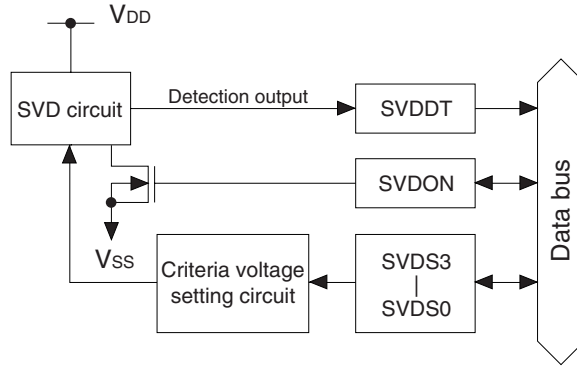 VDD
SVD circuit
Detection output
SVDDT
SVDON
VSS
Criteria voltage
setting circuit
SVDS3
|
SVDS0
Data bus